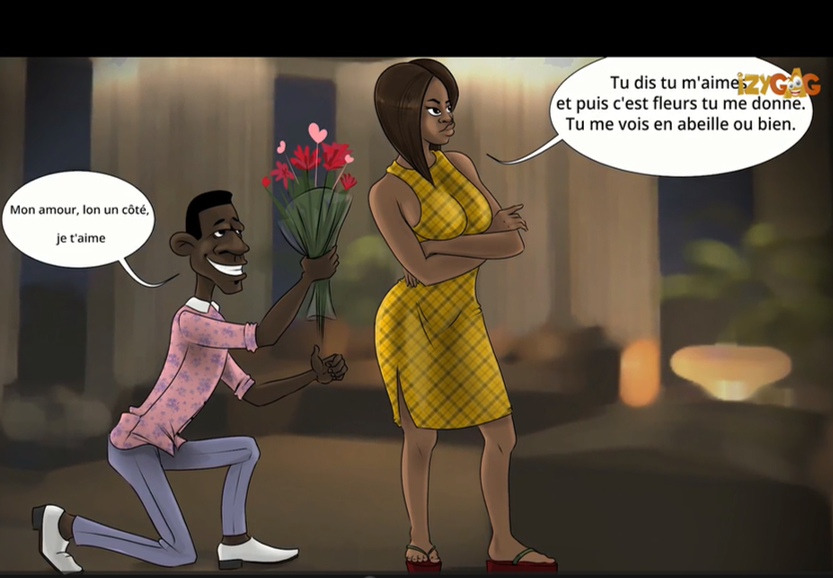 Mon amour, lon un côté,
je t'aime
Tu dis tu m'aimes
et puis c'est fleurs tu me donne.
Tu me vois en abeille ou bien.
iZYGAG